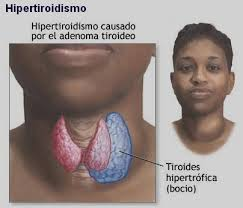 Hipertiroidismo
Hipertiroidismo causado
por el adenoma tiroideo
Tiroides
hipertrófica
(bocio)